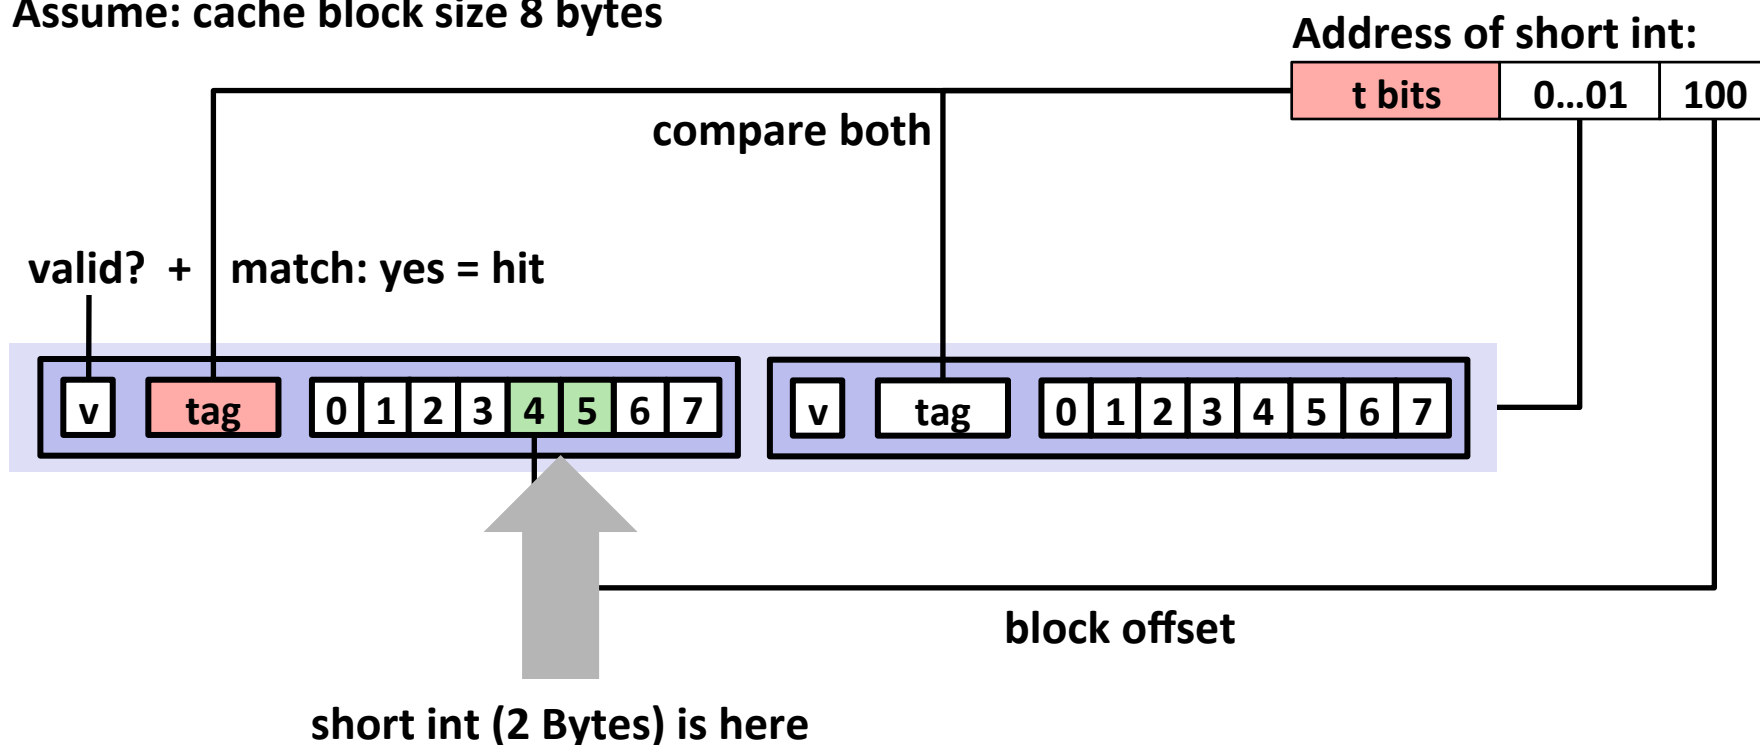 Assume: cache block size 8 bytes
Address of short int:
t bits 0...01 100
compare both
valid? + match: yes = hit
v tag 0 1 2 3 4 5 6 7 v tag 0 1 2 3 4 5 6 7
block offset
short int (2 Bytes) is here